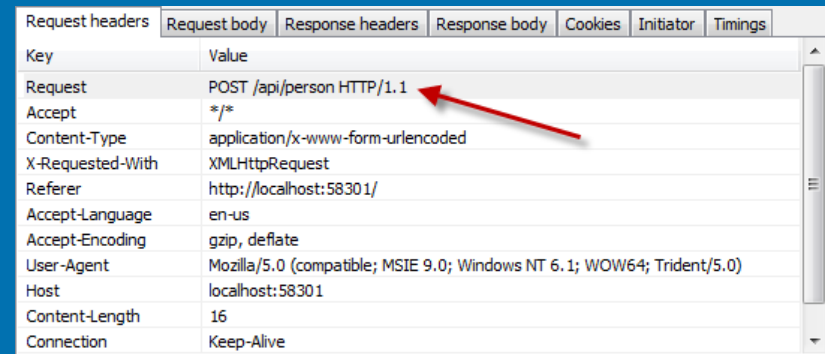 Request headers Request body Response headers Response body Cookies Initiator Timings
Key Value
Request POST /api/person HTTP/1.1
Accept */*
Content-Type application/x-www-form-urlencoded
X-Requested-With XMLHttpRequest
Referer http://localhost:58301/
Accept-Language en-us
Accept-Encoding gzip, deflate
User-Agent Mozilla/5.0 (compatible; MSIE 9.0; Windows NT 6.1; WOW64; Trident/5.0)
Host localhost:58301
Content-Length 16
Connection Keep-Alive